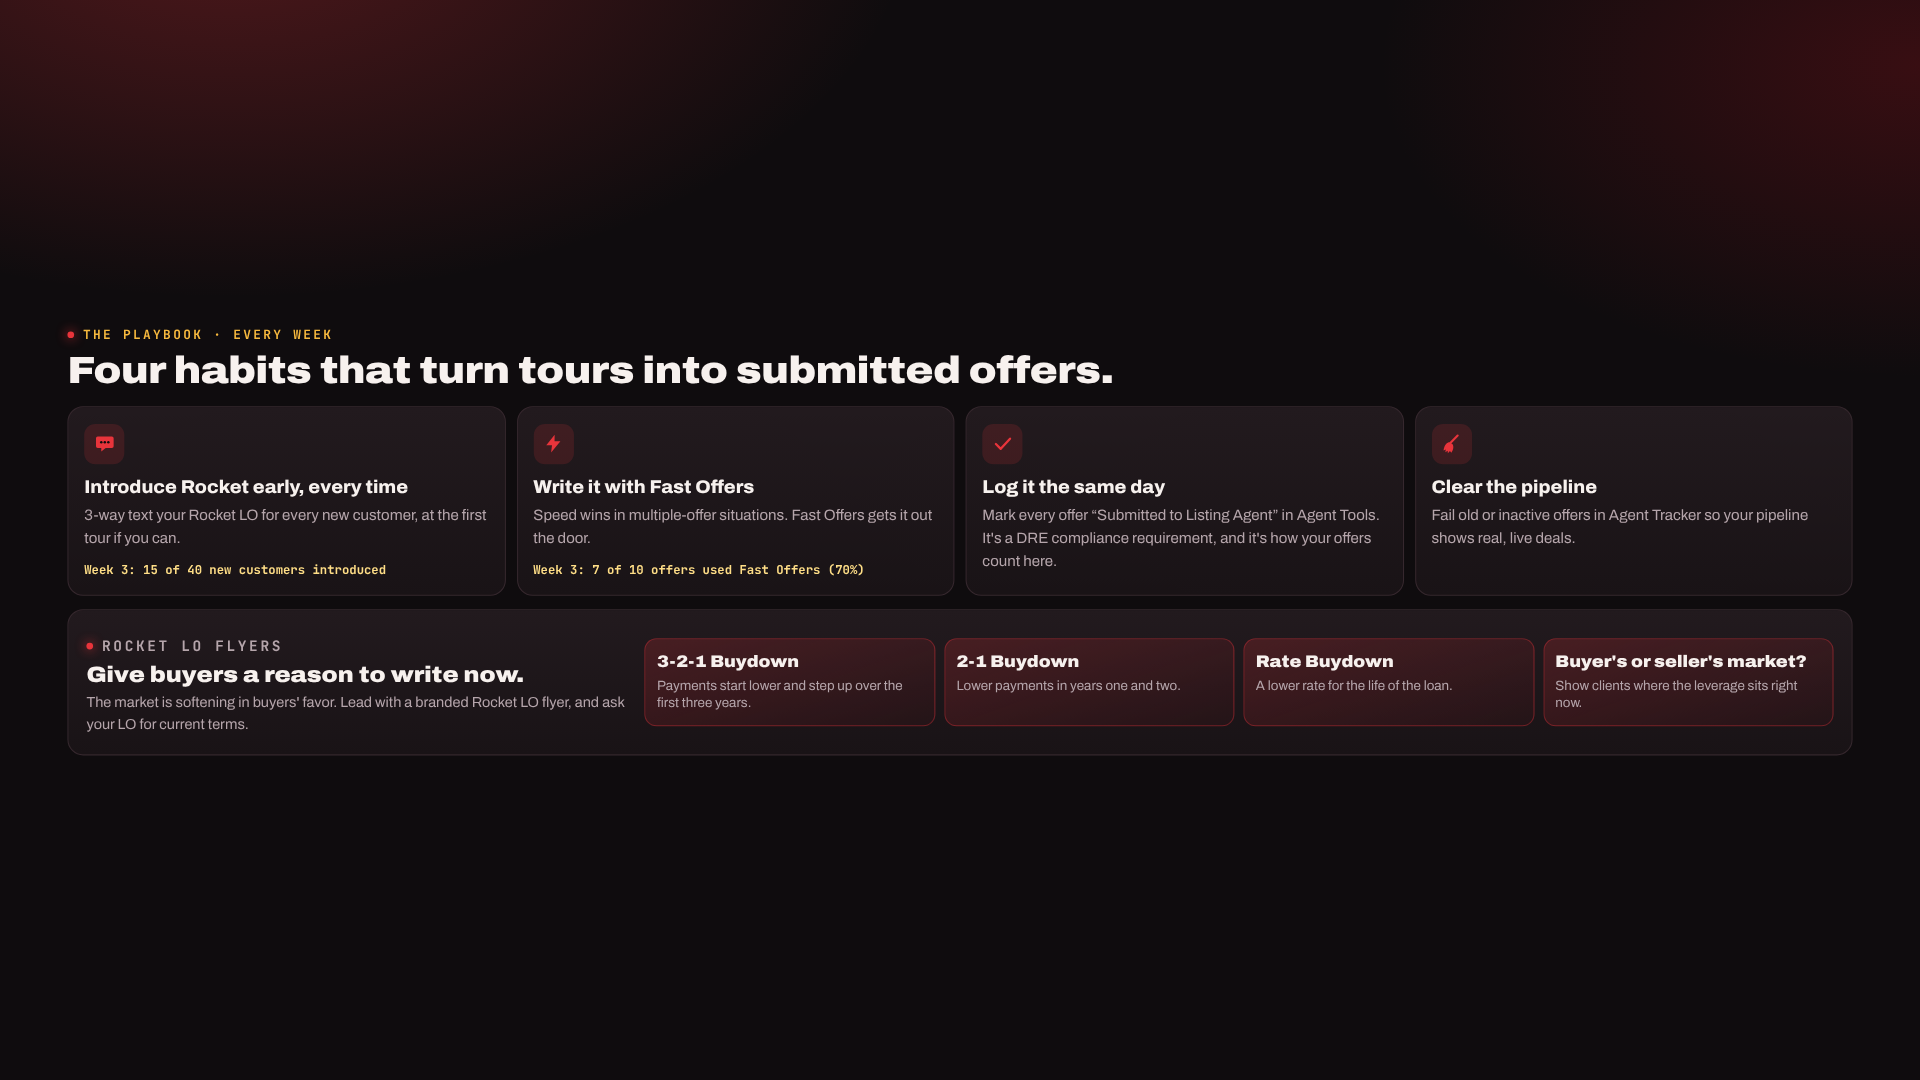 THE PLAYBOOK · EVERY WEEK
Four habits that turn tours into submitted offers.
Introduce Rocket early, every time
3-way text your Rocket LO for every new customer, at the first
tour if you can.
Week 3: 15 of 40 new customers introduced
Write it with Fast Offers
Speed wins in multiple-offer situations. Fast Offers gets it out
the door.
Week 3: 7 of 10 offers used Fast Offers (70%)
Log it the same day
Mark every offer “Submitted to Listing Agent” in Agent Tools.
It's a DRE compliance requirement, and it's how your offers
count here.
Clear the pipeline
Fail old or inactive offers in Agent Tracker so your pipeline
shows real, live deals.
ROCKET LO FLYERS
Give buyers a reason to write now.
The market is softening in buyers' favor. Lead with a branded Rocket LO flyer, and ask
your LO for current terms.
3-2-1 Buydown
Payments start lower and step up over the
first three years.
2-1 Buydown
Lower payments in years one and two.
Rate Buydown
A lower rate for the life of the loan.
Buyer's or seller's market?
Show clients where the leverage sits right
now.